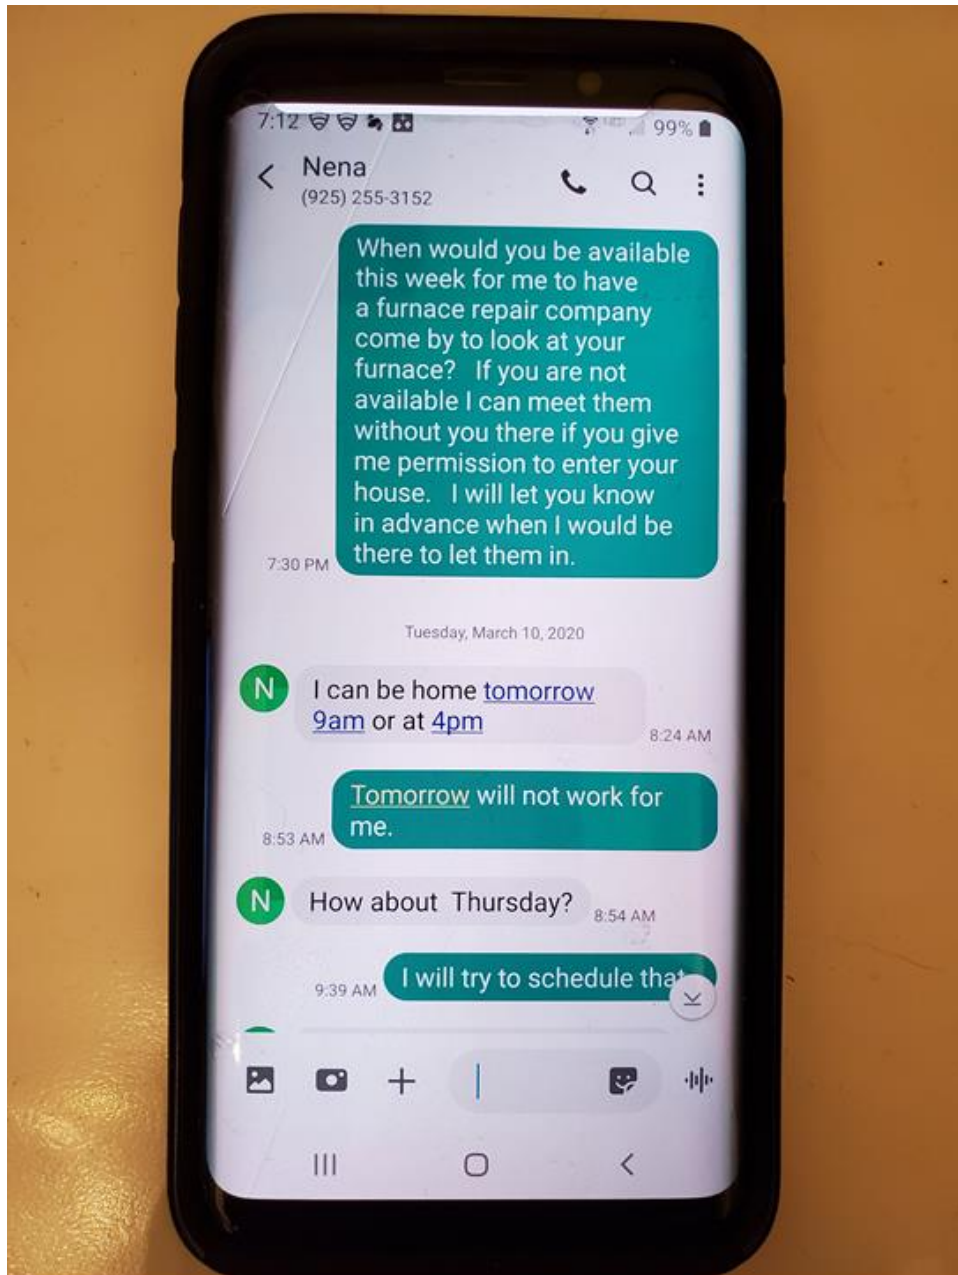 7:12 99%
Nena
(925) 255-3152
When would you be available
this week for me to have
a furnace repair company
come by to look at your
furnace?   If you are not
available I can meet them
without you there if you give
me permission to enter your
house.   I will let you know
in advance when I would be
there to let them in.
7:30 PM
Tuesday, March 10, 2020
N
I can be home tomorrow
9am or at 4pm
8:24 AM
Tomorrow will not work for
me.
8:53 AM
N
How about  Thursday?
8:54 AM
I will try to schedule that
9:39 AM